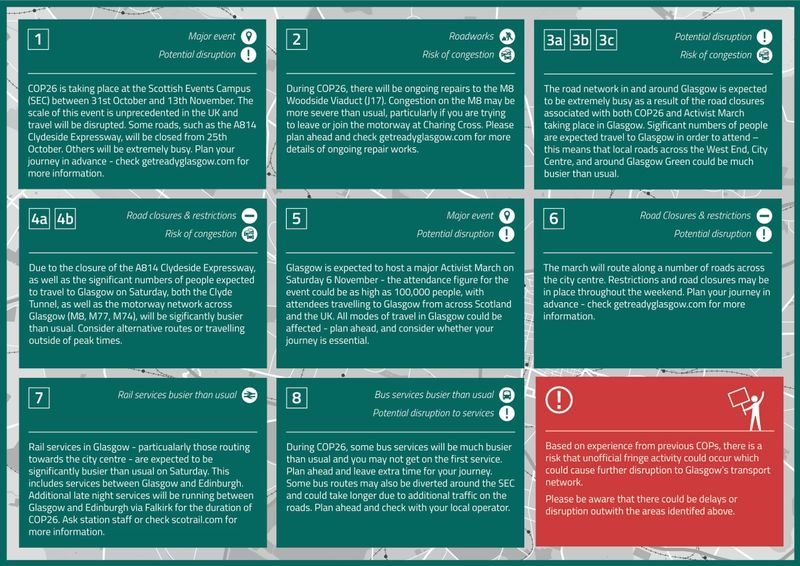 1
Major event
Potential disruption
COP26 is taking place at the Scottish Events Campus
(SEC) between 31st October and 13th November. The
scale of this event is unprecedented in the UK and
travel will be disrupted. Some roads, such as the A814
Clydeside Expressway, will be closed from 25th
October. Others will be extremely busy. Plan your
journey in advance - check getreadyglasgow.com for
more information.
2
Roadworks
Risk of congestion
During COP26, there will be ongoing repairs to the M8
Woodside Viaduct (J17). Congestion on the M8 may be
more severe than usual, particularly if you are trying
to leave or join the motorway at Charing Cross. Please
plan ahead and check getreadyglasgow.com for more
details of ongoing repair works.
3a 3b 3c
Potential disruption
Risk of congestion
The road network in and around Glasgow is expected
to be extremely busy as a result of the road closures
associated with both COP26 and Activist March
taking place in Glasgow. Sigificant numbers of people
are expected travel to Glasgow in order to attend –
this means that local roads across the West End, City
Centre, and around Glasgow Green could be much
busier than usual.
4a 4b
Road closures & restrictions
Risk of congestion
Due to the closure of the A814 Clydeside Expressway,
as well as the significant numbers of people expected
to travel to Glasgow on Saturday, both the Clyde
Tunnel, as well as the motorway network across
Glasgow (M8, M77, M74), will be sigificantly busier
than usual. Consider alternative routes or travelling
outside of peak times.
5
Major event
Potential disruption
Glasgow is expected to host a major Activist March on
Saturday 6 November - the attendance figure for the
event could be as high as 100,000 people, with
attendees travelling to Glasgow from across Scotland
and the UK. All modes of travel in Glasgow could be
affected - plan ahead, and consider whether your
journey is essential.
6
Road Closures & restrictions
Potential disruption
The march will route along a number of roads across
the city centre. Restrictions and road closures may be
in place throughout the weekend. Plan your journey in
advance - check getreadyglasgow.com for more
information.
7
Rail services busier than usual
Rail services in Glasgow - particualarly those routing
towards the city centre - are expected to be
significantly busier than usual on Saturday. This
includes services between Glasgow and Edinburgh.
Additional late night services will be running between
Glasgow and Edinburgh via Falkirk for the duration of
COP26. Ask station staff or check scotrail.com for
more information.
8
Bus services busier than usual
Potential disruption to services
During COP26, some bus services will be much busier
than usual and you may not get on the first service.
Plan ahead and leave extra time for your journey.
Some bus routes may also be diverted around the SEC
and could take longer due to additional traffic on the
roads. Plan ahead and check with your local operator.
Based on experience from previous COPs, there is a
risk that unofficial fringe activity could occur which
could cause further disruption to Glasgow's transport
network.
Please be aware that there could be delays or
disruption outwith the areas identifed above.